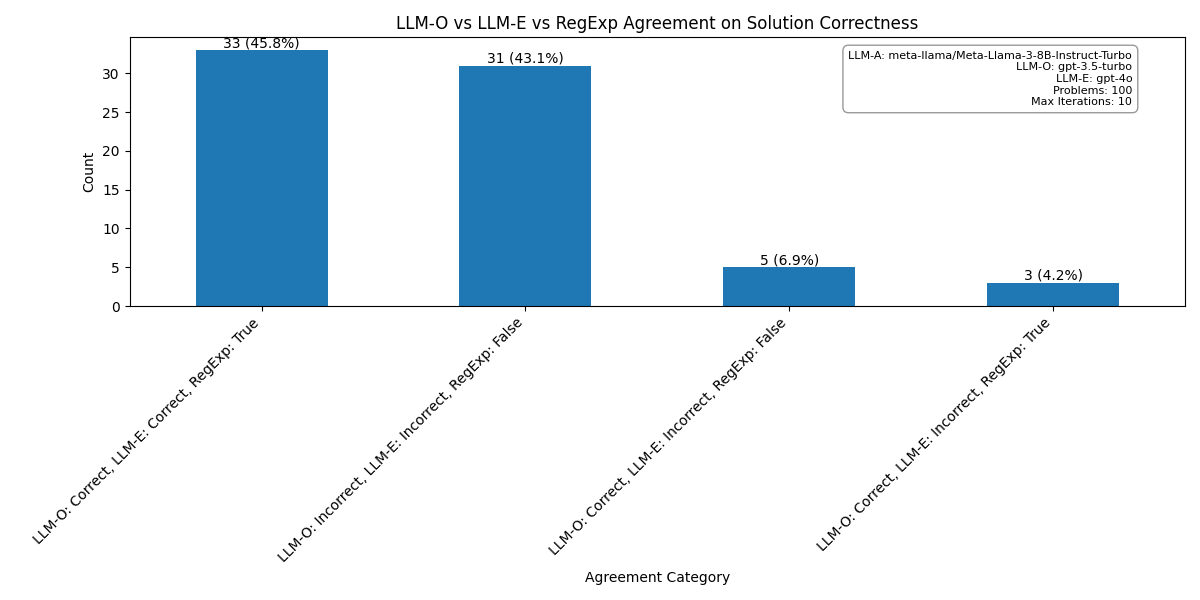 LLM-O vs LLM-E vs RegExp Agreement on Solution Correctness
33 (45.8%)
31 (43.1%)
5 (6.9%)
3 (4.2%)
LLM-A: meta-llama/Meta-Llama-3-8B-Instruct-Turbo
LLM-O: gpt-3.5-turbo
LLM-E: gpt-4o
Problems: 100
Max Iterations: 10
Count
30
25
20
15
10
5
0
LLM-O: Correct, LLM-E: Correct, RegExp: True
LLM-O: Incorrect, LLM-E: Incorrect, RegExp: False
LLM-O: Correct, LLM-E: Incorrect, RegExp: False
LLM-O: Correct, LLM-E: Incorrect, RegExp: True
Agreement Category